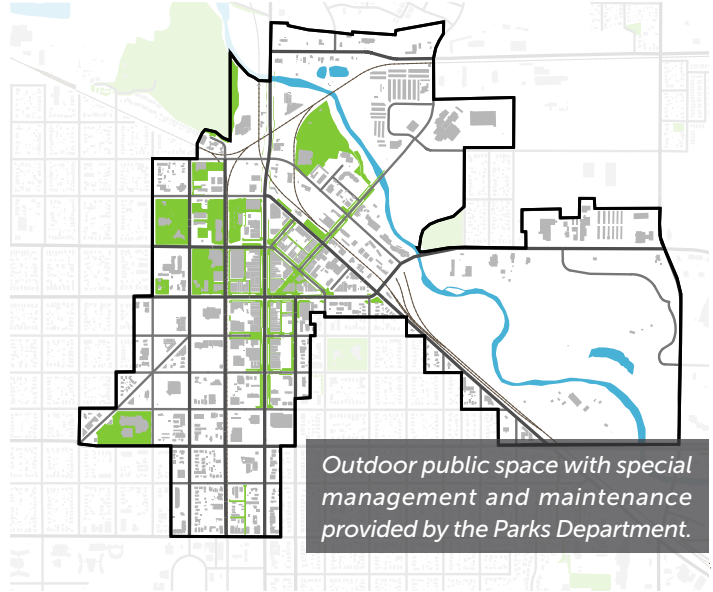 Outdoor public space with special
management and maintenance
provided by the Parks Department.